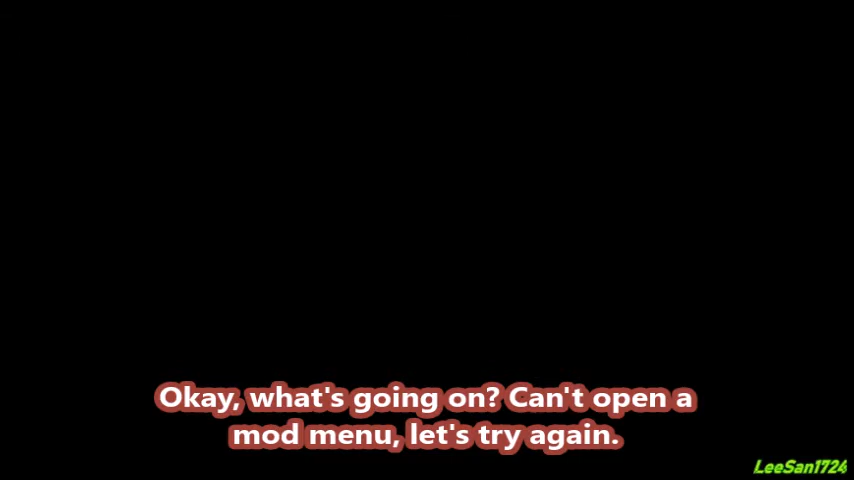 Okay, what's going on? Can't open a
mod menu, let's try again.
LeeSan1724